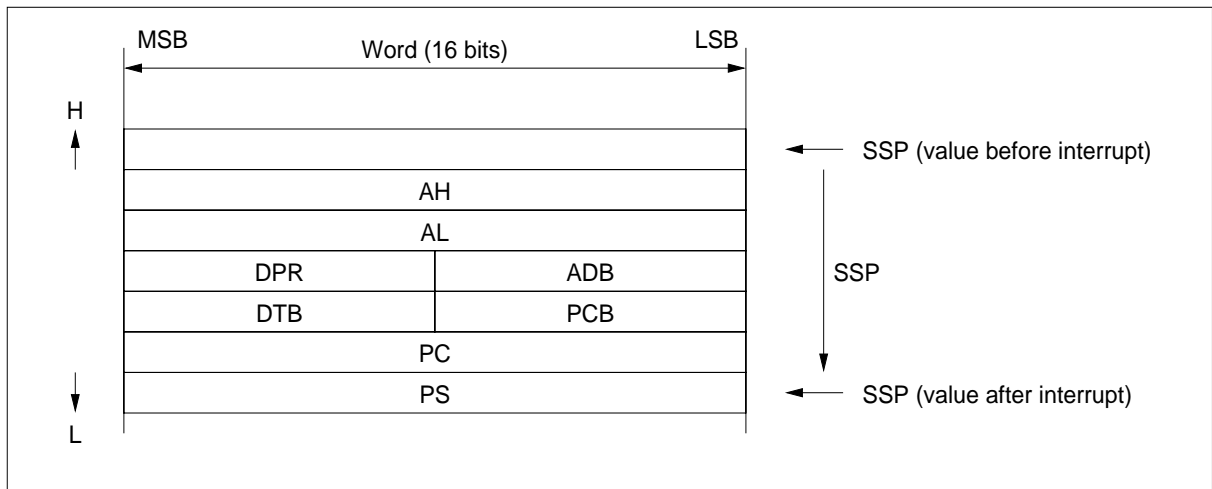 MSB LSB
Word (16 bits)
H
SSP (value before interrupt)
AH
AL
DPR ADB SSP
DTB PCB
PC
PS SSP (value after interrupt)
L